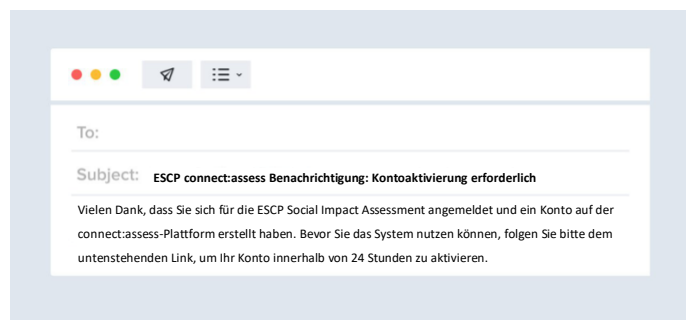 To:
Subject: ESCP connect:assess Benachrichtigung: Kontoaktivierung erforderlich
Vielen Dank, dass Sie sich für die ESCP Social Impact Assessment angemeldet und ein Konto auf der
connect:assess-Plattform erstellt haben. Bevor Sie das System nutzen können, folgen Sie bitte dem
untenstehenden Link, um Ihr Konto innerhalb von 24 Stunden zu aktivieren.